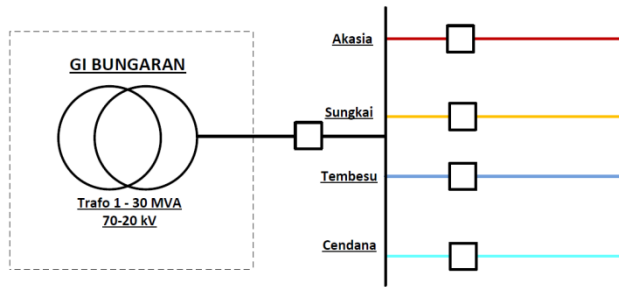 GI BUNGARAN
Trafo 1 - 30 MVA
70-20 kV
Akasia
Sungkai
Tembesu
Cendana